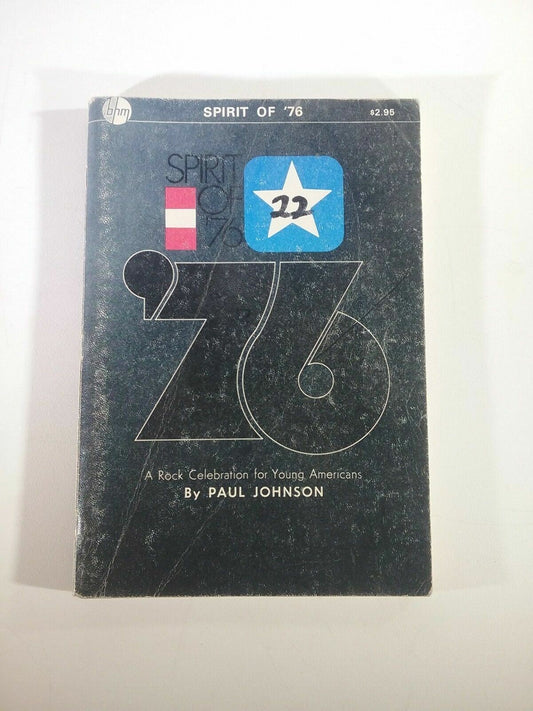 bhm
SPIRIT OF '76
$2.95
SPIRIT
OF
'76
22
'76
A Rock Celebration for Young Americans
By PAUL JOHNSON